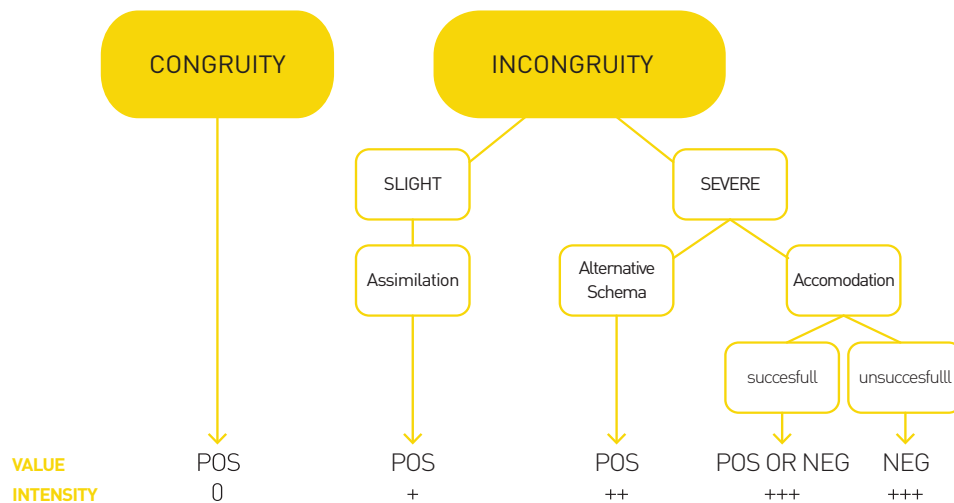 CONGRUITY
INCONGRUITY
SLIGHT
SEVERE
Assimilation
Alternative
Schema
Accomodation
succesfull
unsuccesfulll
VALUE POS POS POS POS OR NEG NEG
INTENSITY 0 + ++ +++ +++